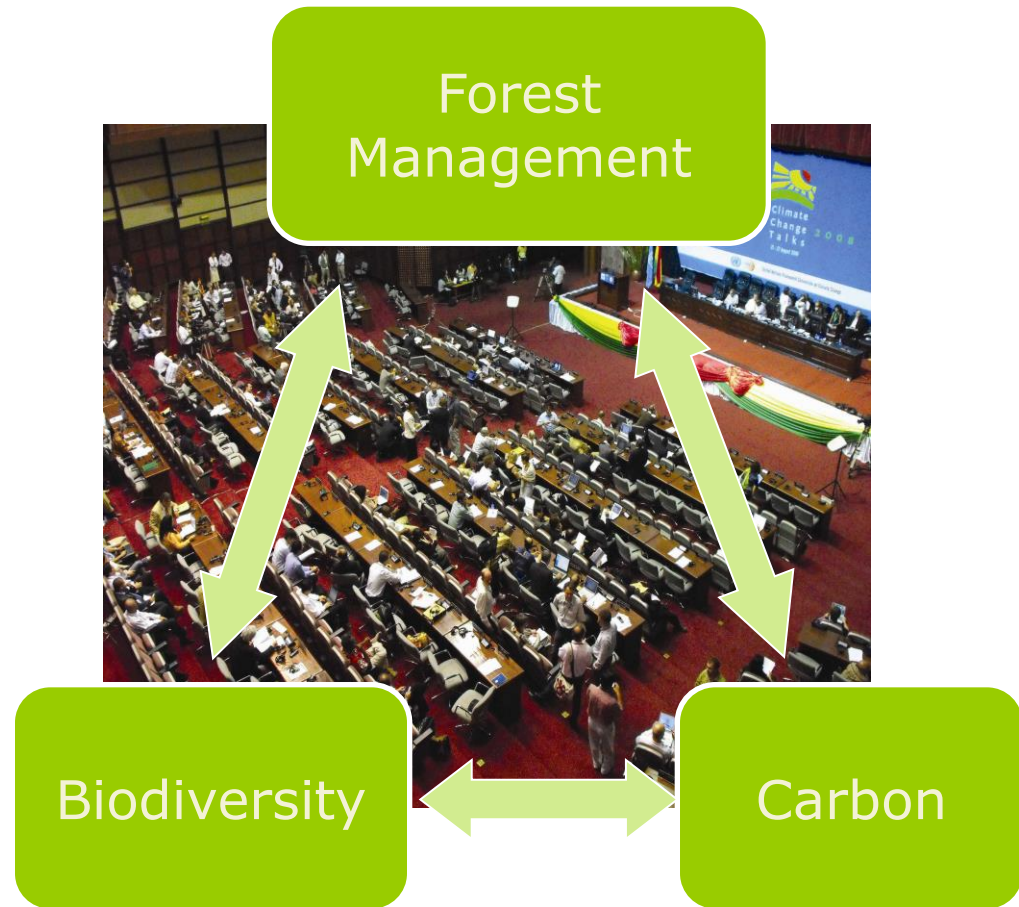 Forest
Management
Climate
Change 2008
Talks
Biodiversity
Carbon